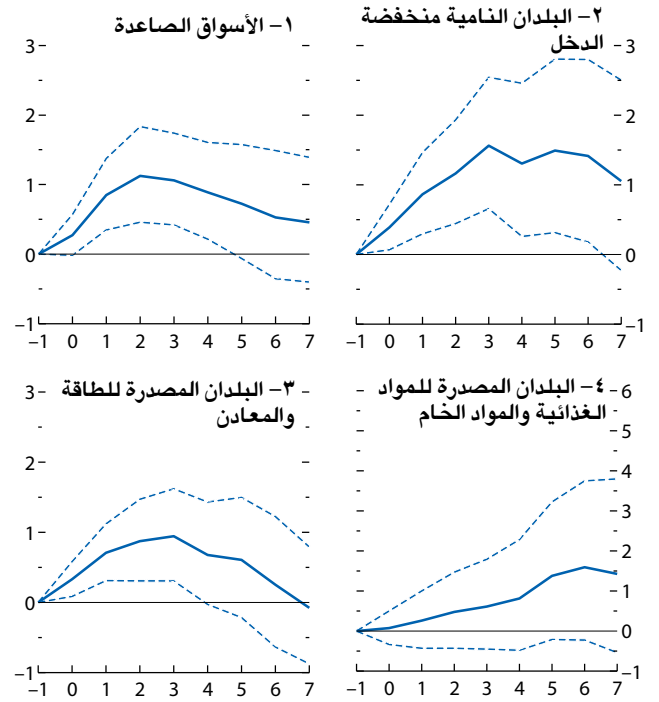 ١– الأسواق الصاعدة
3
2
1
0
–1
–1 0 1 2 3 4 5 6 7
٢– البلدان النامية منخفضة
الدخل
3
2
1
0
–1
–1 0 1 2 3 4 5 6 7
٣– البلدان المصدرة للطاقة
والمعادن
3
2
1
0
–1
–1 0 1 2 3 4 5 6 7
٤– البلدان المصدرة للمواد
الغذائية والمواد الخام
6
5
4
3
2
1
0
–1
–1 0 1 2 3 4 5 6 7